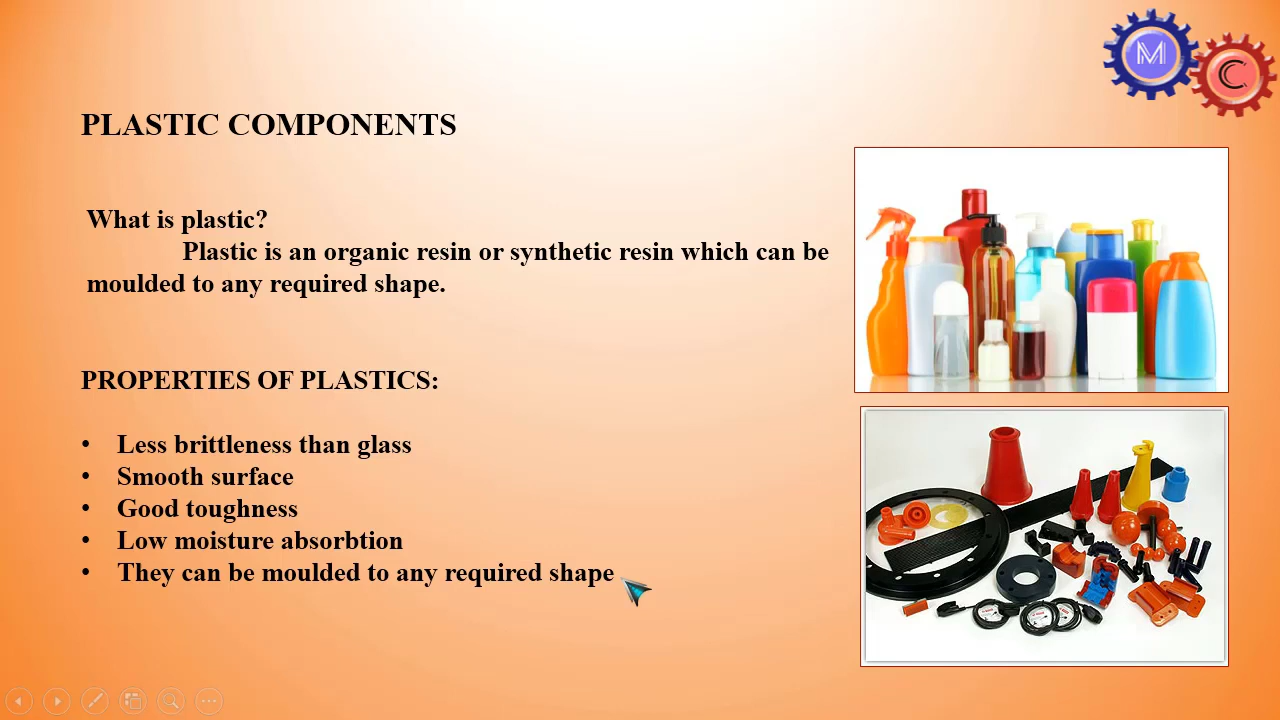 M
C
PLASTIC COMPONENTS
What is plastic?
Plastic is an organic resin or synthetic resin which can be
moulded to any required shape.
PROPERTIES OF PLASTICS:
• Less brittleness than glass
• Smooth surface
• Good toughness
• Low moisture absorbtion
• They can be moulded to any required shape